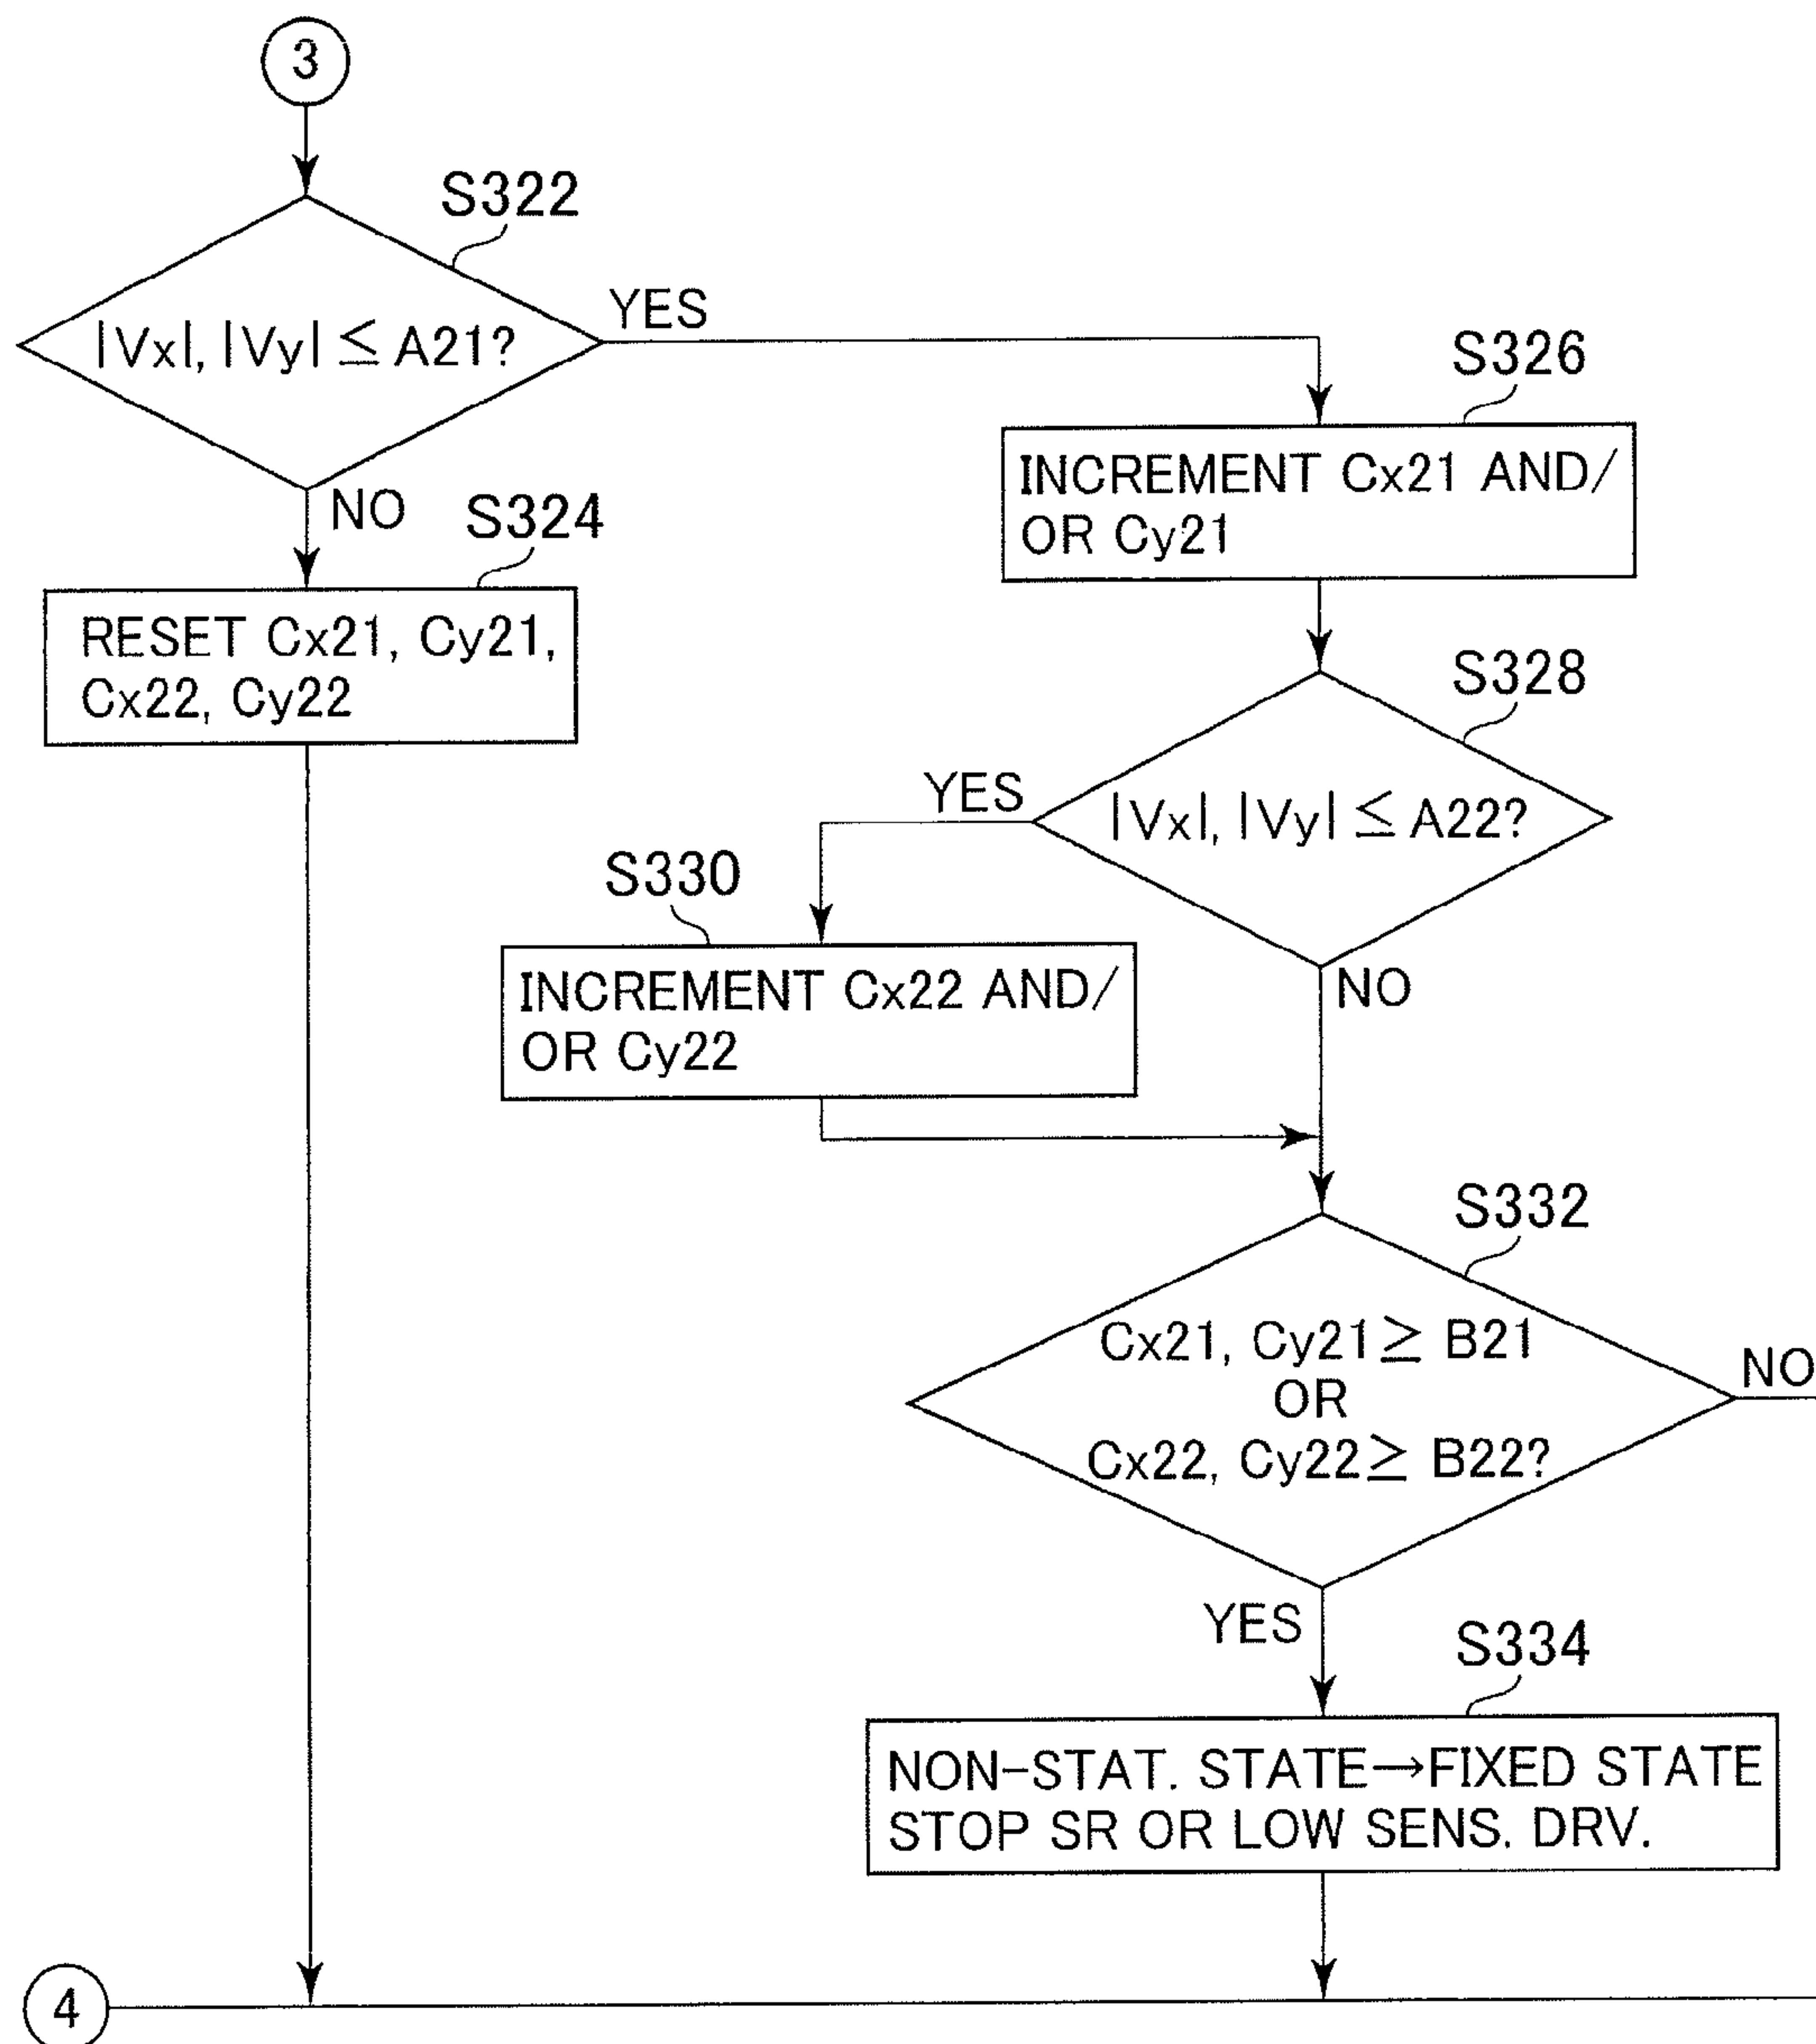 3
S322
|Vx|, |Vy| ≦ A21?
YES
NO
S324
RESET Cx21, Cy21,
Cx22, Cy22
S326
INCREMENT Cx21 AND/
OR Cy21
S328
|Vx|, |Vy| ≦ A22?
YES
NO
S330
INCREMENT Cx22 AND/
OR Cy22
S332
Cx21, Cy21 ≧ B21
OR
Cx22, Cy22 ≧ B22?
NO
YES
S334
NON-STAT. STATE→FIXED STATE
STOP SR OR LOW SENS. DRV.
4